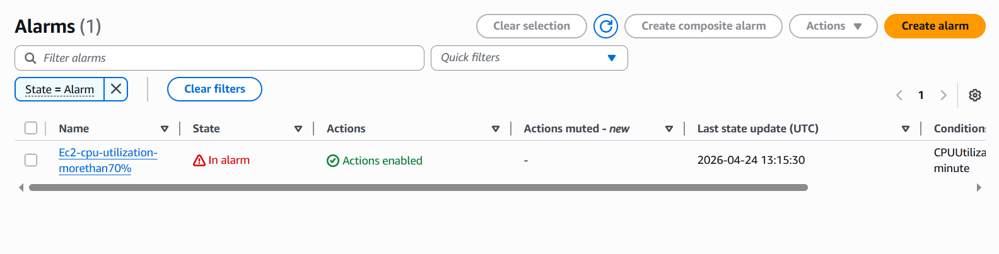 Alarms (1)
Clear selection
Create composite alarm
Actions
Create alarm
Filter alarms
Quick filters
State = Alarm
Clear filters
1
Name
State
Actions
Actions muted - new
Last state update (UTC)
Condition
Ec2-cpu-utilization-
morethan70%
In alarm
Actions enabled
-
2026-04-24 13:15:30
CPUUtiliza
minute